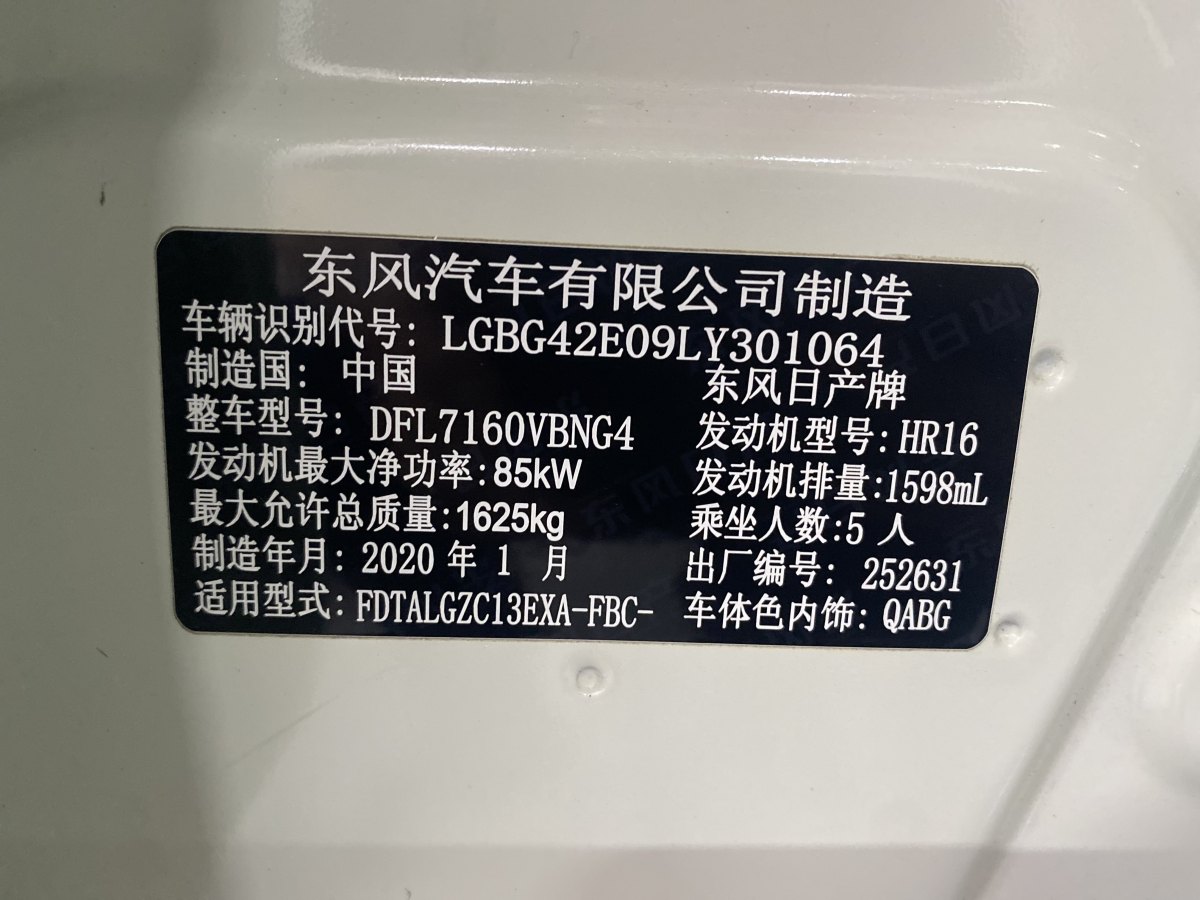 东风汽车有限公司制造
车辆识别代号: LGBG42E09LY301064
制造国: 中国 东风日产牌
整车型号: DFL7160VBNG4 发动机型号: HR16
发动机最大净功率:85kW 发动机排量:1598mL
最大允许总质量:1625kg 乘坐人数:5 人
制造年月: 2020 年 1 月 出厂编号: 252631
适用型式: FDTALGZC13EXA-FBC- 车体色内饰: QABG